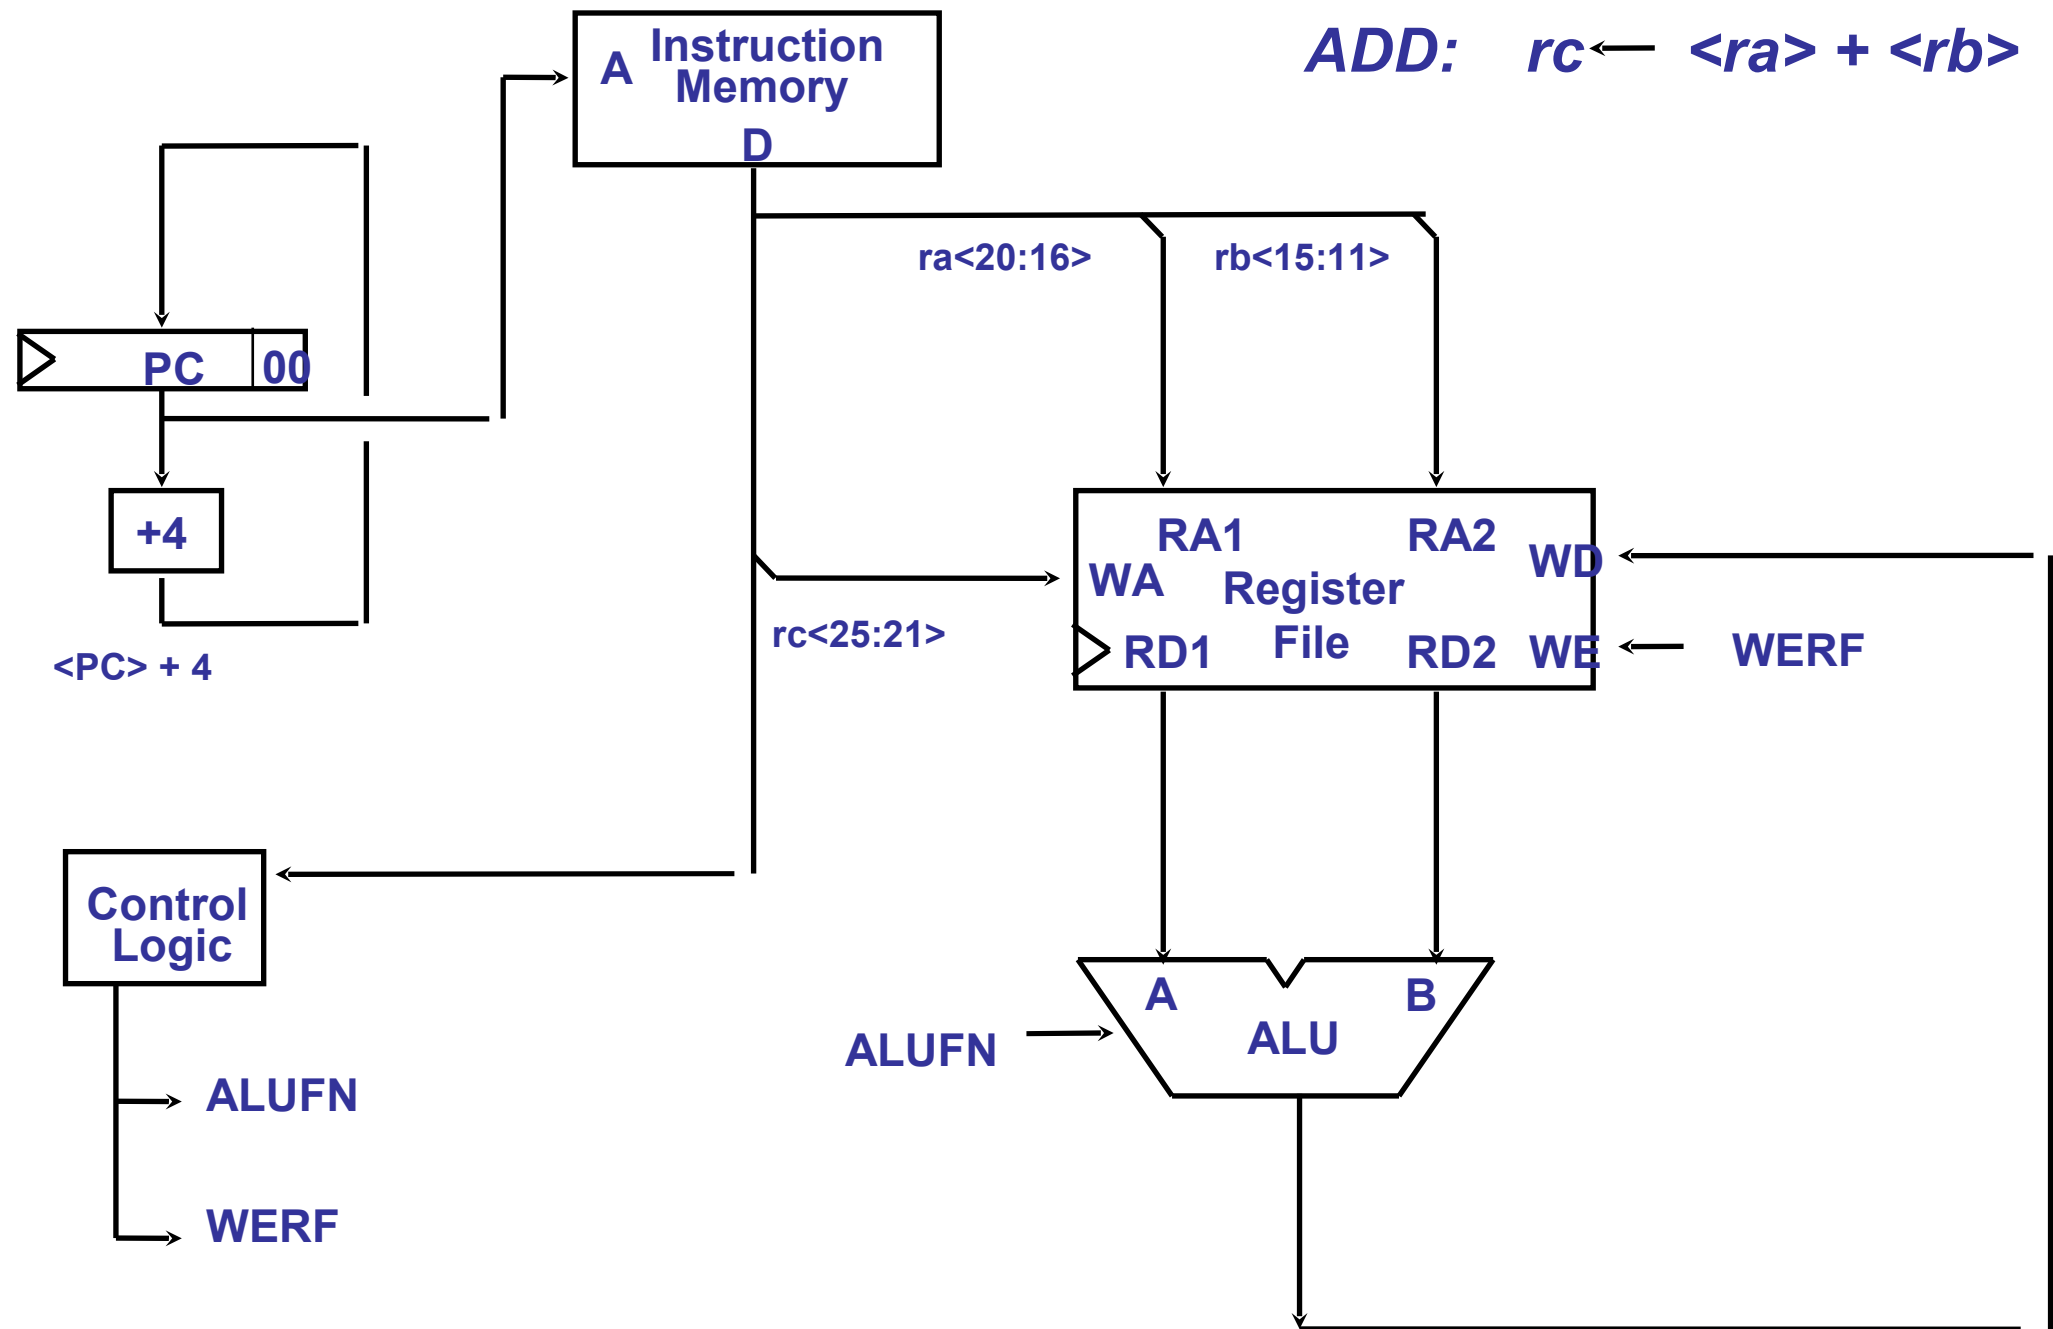 ADD: rc <ra> + <rb>
A
Instruction
Memory
D
ra<20:16>
rb<15:11>
PC
00
+4
<PC> + 4
RA1
RA2
WA
WD
Register
File
RD1
RD2
WE
WERF
rc<25:21>
Control
Logic
ALUFN
WERF
ALUFN
A
B
ALU